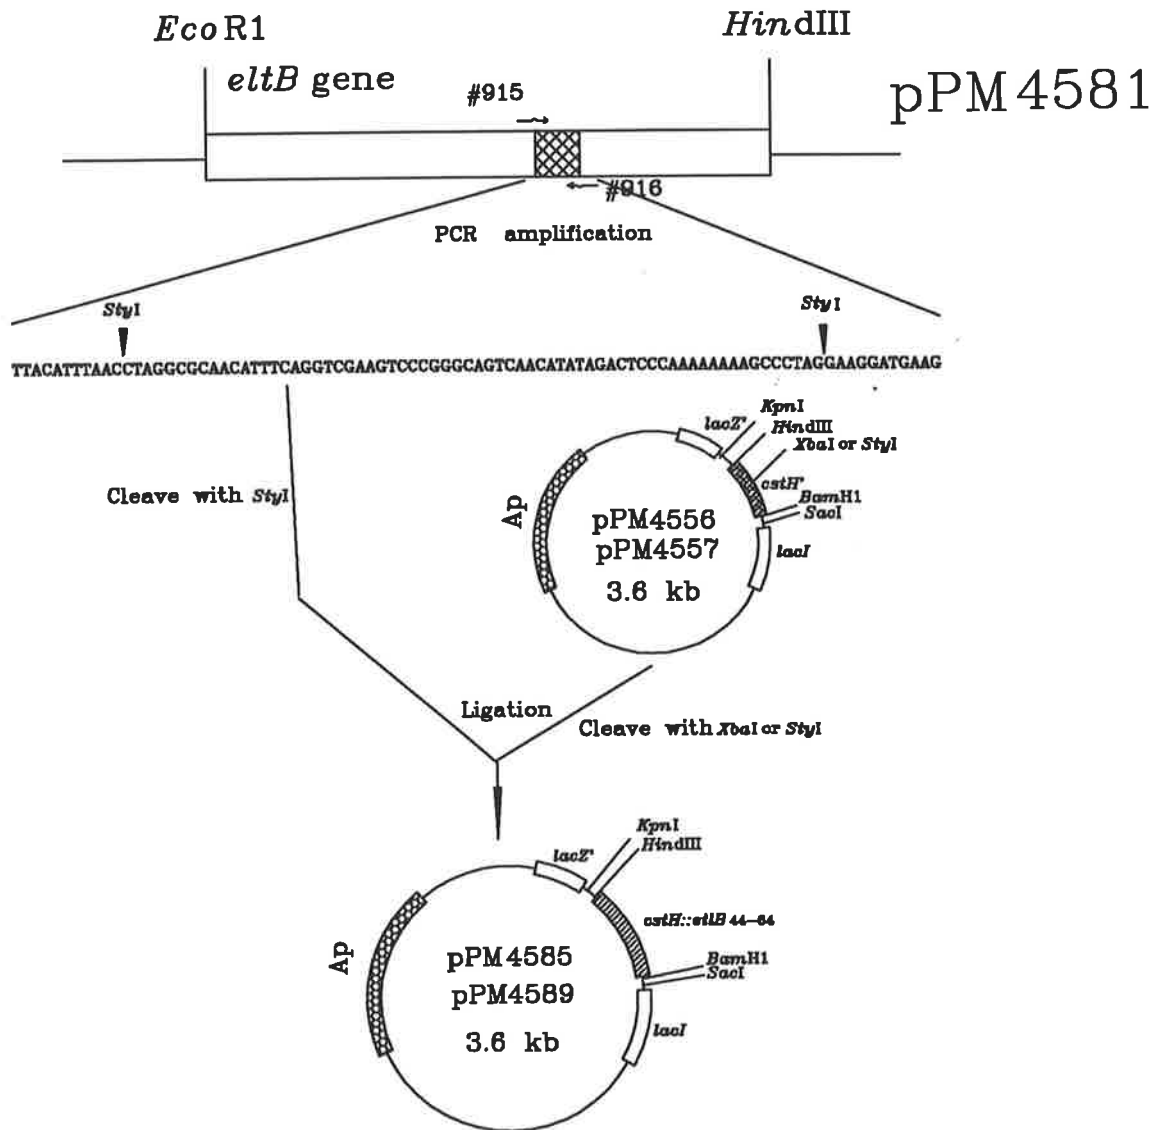 EcoR1
HindIII
eltB gene
#915
pPM4581
#916
PCR amplification
StyI
StyI
TTACATTTAACCTAGGCGCAACATTTCAGGTCGAAGTCCCGGGCAGTCAACATATAGACTCCCAAAAAAAAGCCCTAGGAAGGATGAAG
KpnI
lacZ'
HindIII
XbaI or StyI
cstH'
BamH1
SacI
Cleave with StyI
Ap
pPM4556
pPM4557
lacI
3.6 kb
Ligation
Cleave with XbaI or StyI
KpnI
lacZ'
HindIII
cstH::etlB 44-64
Ap
pPM4585
BamH1
SacI
pPM4589
lacI
3.6 kb